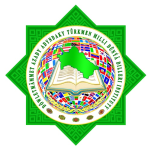 DÖWLETMÄMMET AZADY ADYNDAKY TÜRKMEN MILLI DÜNÝÄ DILLERI INSTITUTY